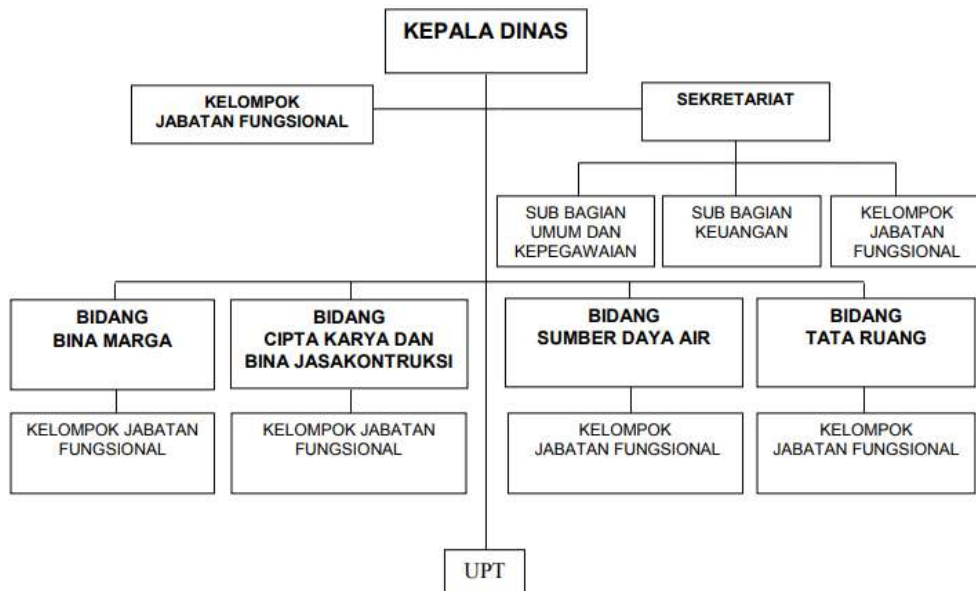 KEPALA DINAS
KELOMPOK
JABATAN FUNGSIONAL
SEKRETARIAT
SUB BAGIAN
UMUM DAN
KEPEGAWAIAN
SUB BAGIAN
KEUANGAN
KELOMPOK
JABATAN
FUNGSIONAL
BIDANG
BINA MARGA
BIDANG
CIPTA KARYA DAN
BINA JASAKONTRUKSI
BIDANG
SUMBER DAYA AIR
BIDANG
TATA RUANG
KELOMPOK JABATAN
FUNGSIONAL
KELOMPOK JABATAN
FUNGSIONAL
KELOMPOK
JABATAN FUNGSIONAL
KELOMPOK
JABATAN FUNGSIONAL
UPT